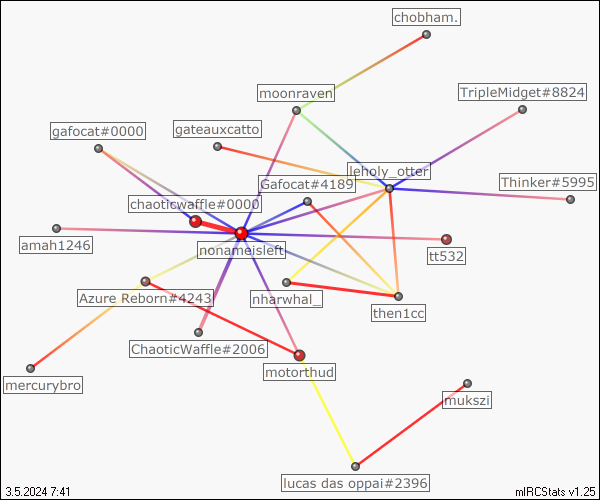 chobham.
moonraven
TripleMidget#8824
gafocat#0000
gateauxcatto
leholy_otter
Gafocat#4189
Thinker#5995
chaoticwaffle#0000
amah1246
nonameisleft
tt532
Azure Reborn#4243
nharwhal_
then1cc
ChaoticWaffle#2006
motorthud
mercurybro
mukszi
lucas das oppai#2396
3.5.2024 7:41
mIRCStats v1.25